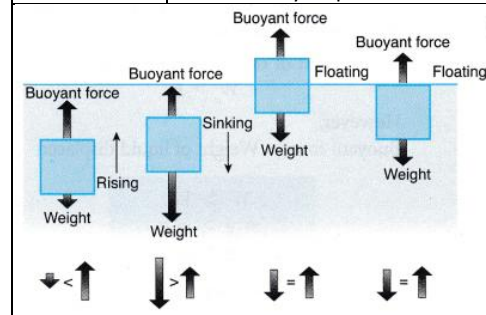 Buoyant force
Weight
Rising
Buoyant force
Weight
Sinking
Buoyant force
Weight
Floating
Buoyant force
Weight
Floating
< > = =